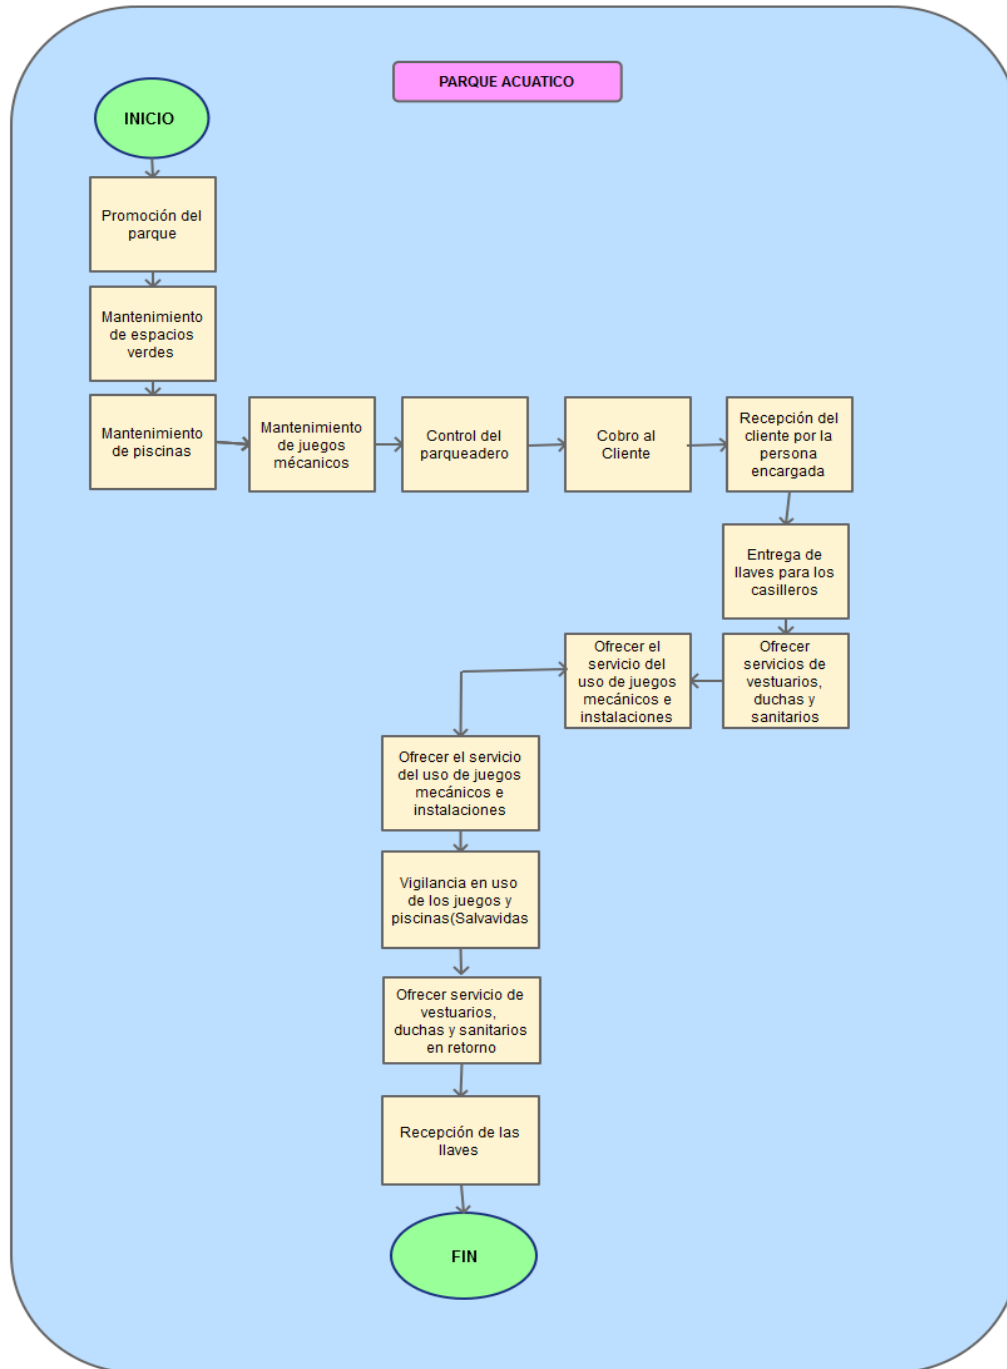 PARQUE ACUATICO
INICIO
Promoción del
parque
Mantenimiento
de espacios
verdes
Mantenimiento
de piscinas
Mantenimiento
de juegos
mécanicos
Control del
parqueadero
Cobro al
Cliente
Recepción del
cliente por la
persona
encargada
Entrega de
llaves para los
casilleros
Ofrecer
servicios de
vestuarios,
duchas y
sanitarios
Ofrecer el
servicio del
uso de juegos
mecánicos e
instalaciones
Ofrecer el servicio
del uso de juegos
mecánicos e
instalaciones
Vigilancia en uso
de los juegos y
piscinas(Salvavidas
Ofrecer servicio de
vestuarios,
duchas y sanitarios
en retorno
Recepción de las
llaves
FIN